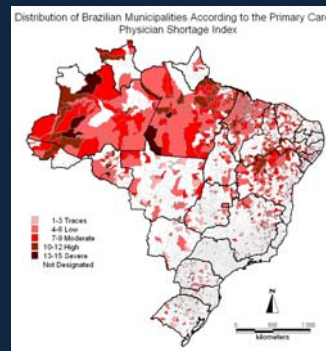 Distribution of Brazilian Municipalities According to the Primary Care
Physician Shortage Index
1-3 Traces
4-6 Low
7-9 Moderate
10-12 High
13-15 Severe
Not Designated
N
kilometers